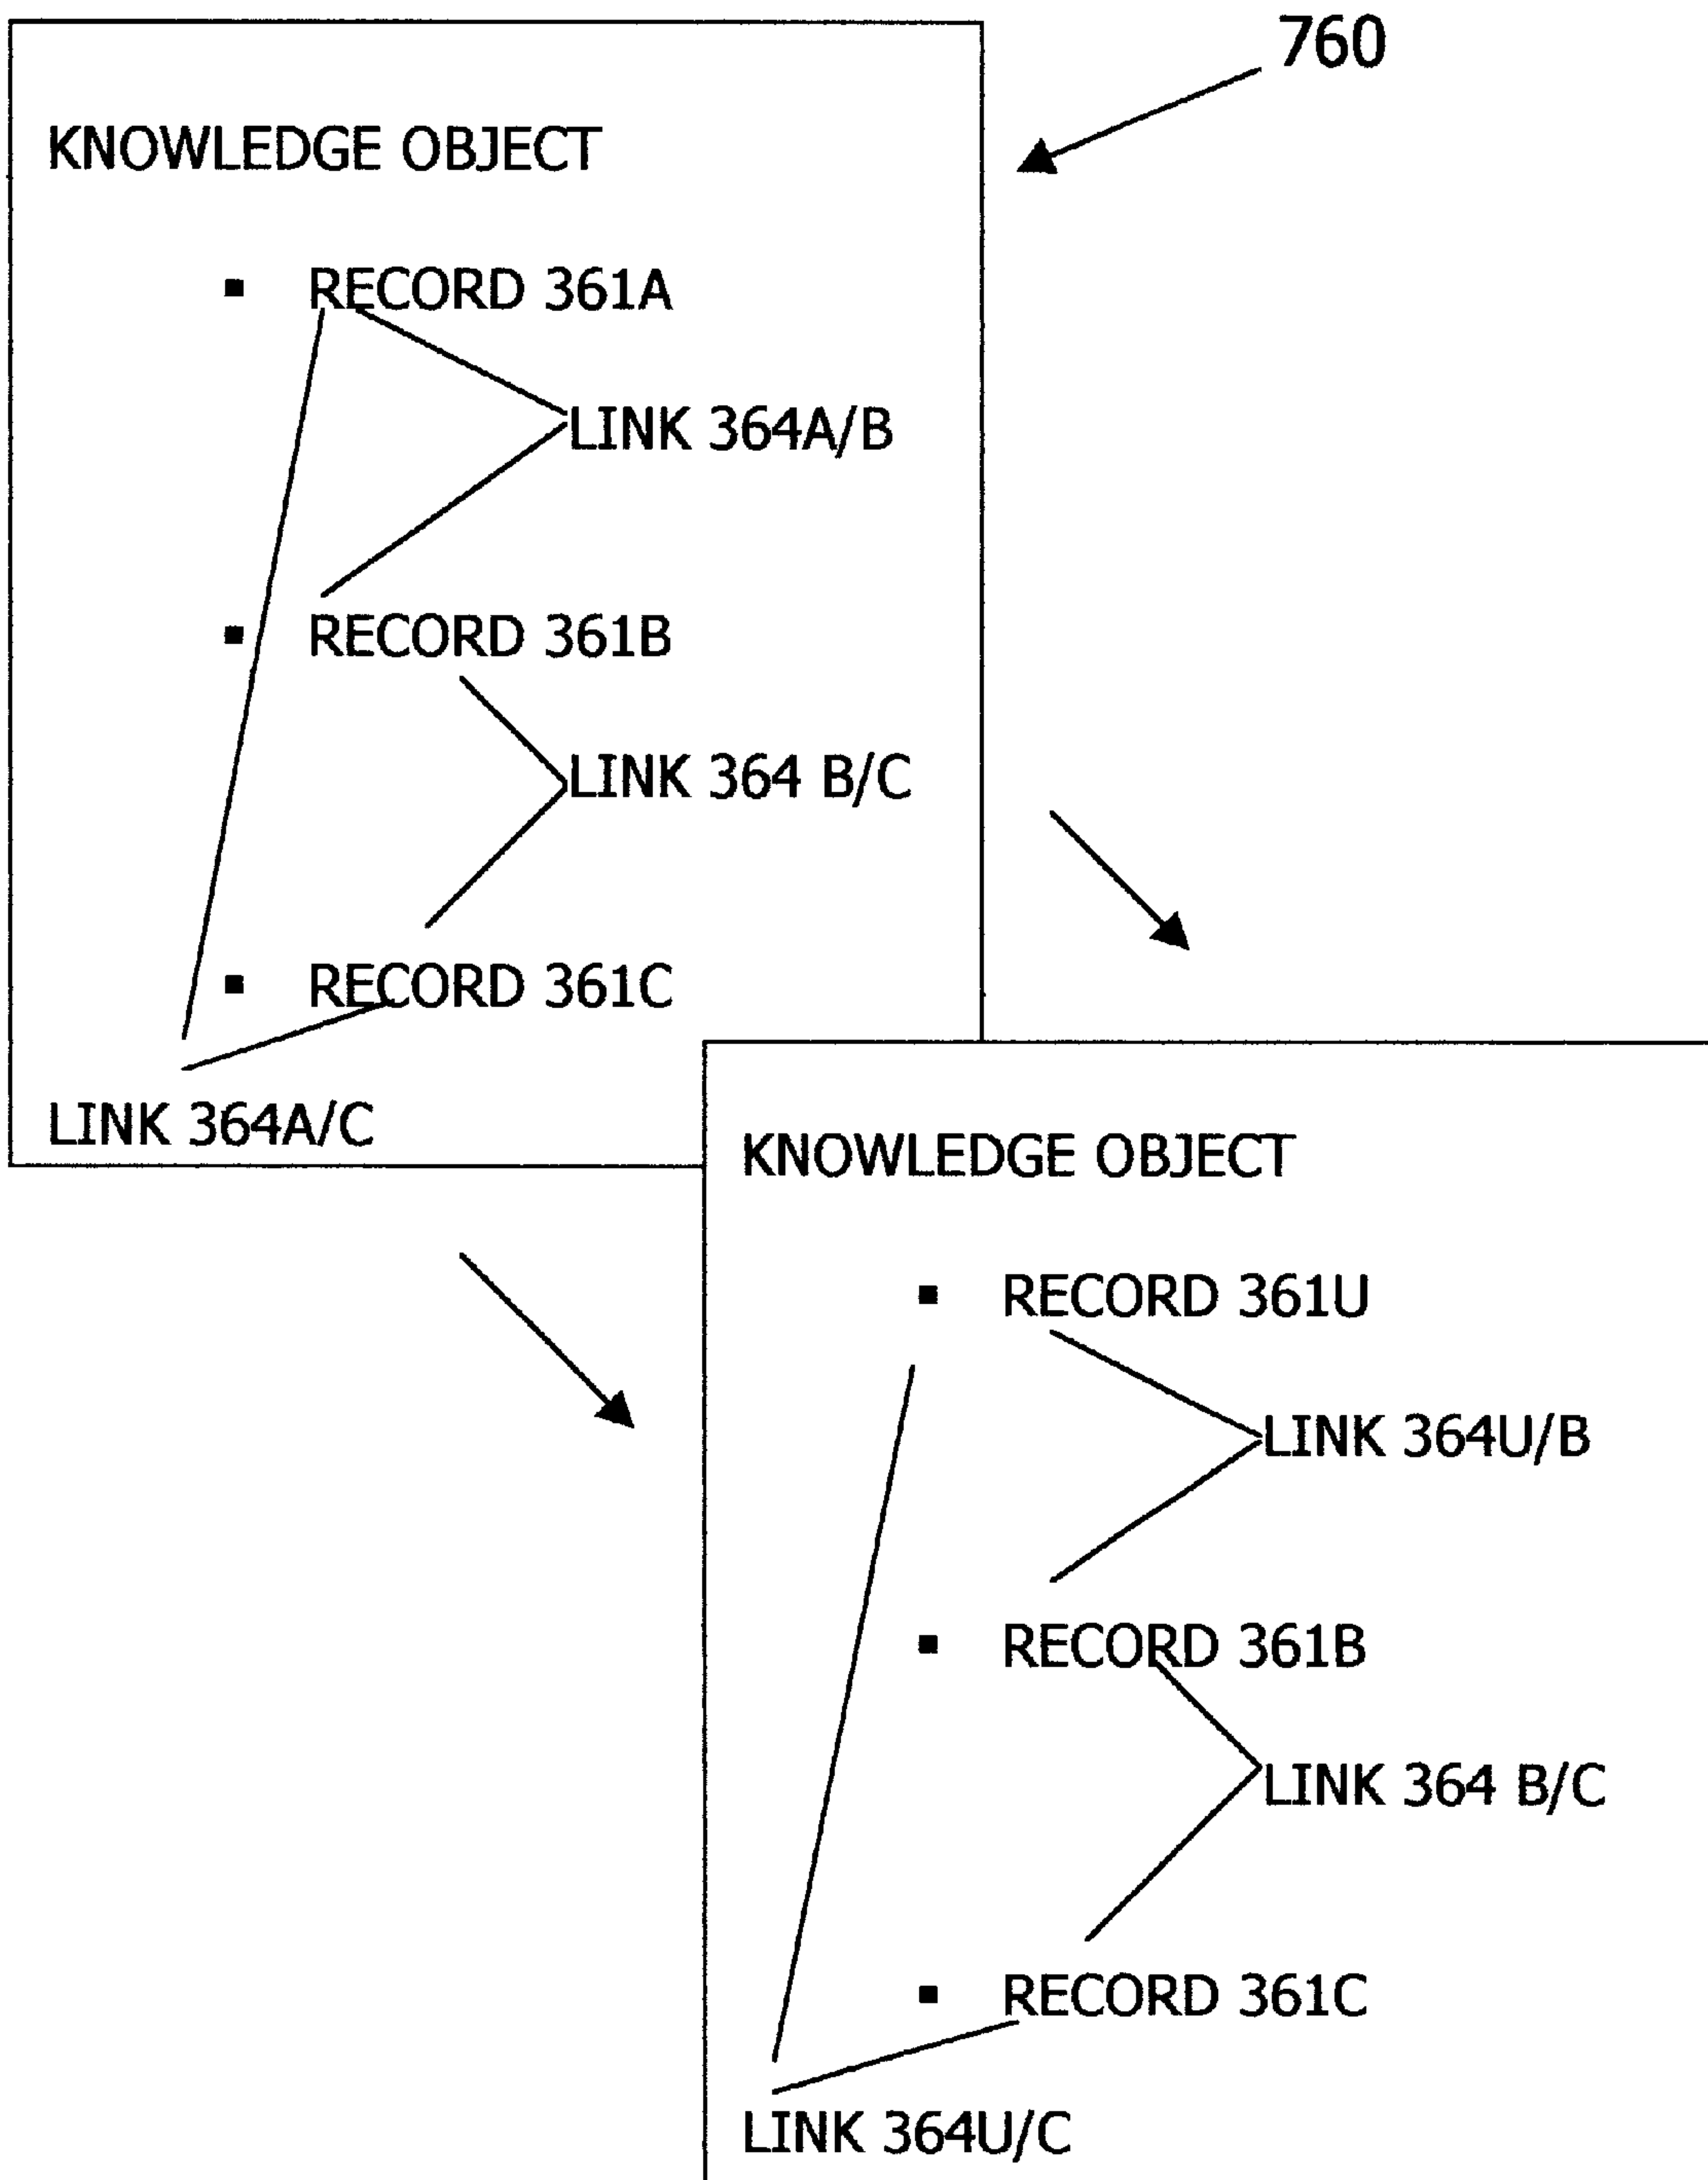 760
KNOWLEDGE OBJECT
▪ RECORD 361A
LINK 364A/B
▪ RECORD 361B
LINK 364 B/C
▪ RECORD 361C
LINK 364A/C
KNOWLEDGE OBJECT
▪ RECORD 361U
LINK 364U/B
▪ RECORD 361B
LINK 364 B/C
▪ RECORD 361C
LINK 364U/C